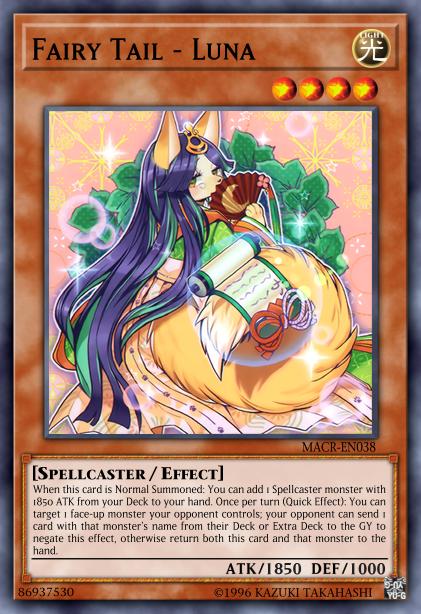 FAIRY TAIL - LUNA
LIGHT
光
MACR-EN038
[SPELLCASTER / EFFECT]
When this card is Normal Summoned: You can add 1 Spellcaster monster with
1850 ATK from your Deck to your hand. Once per turn (Quick Effect): You can
target 1 face-up monster your opponent controls; your opponent can send 1
card with that monster's name from their Deck or Extra Deck to the GY to
negate this effect, otherwise return both this card and that monster to the
hand.
ATK/1850 DEF/1000
86937530
©1996 KAZUKI TAKAHASHI